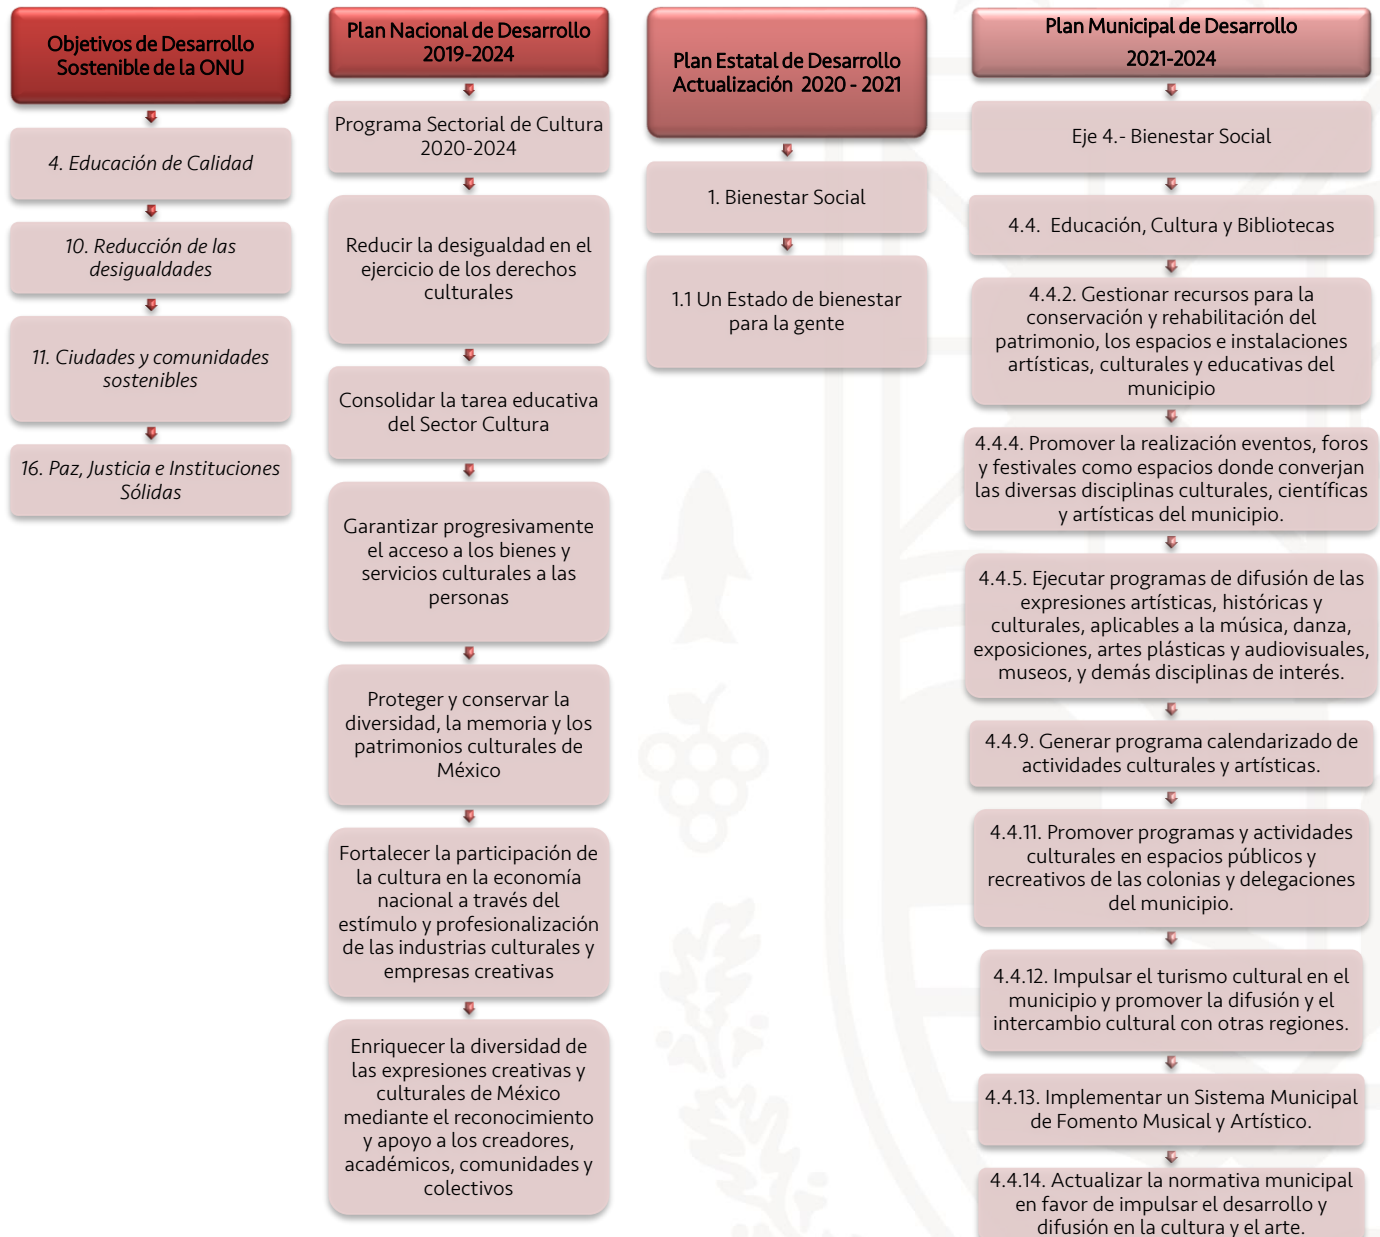 Objetivos de Desarrollo
Sostenible de la ONU
4. Educación de Calidad
10. Reducción de las
desigualdades
11. Ciudades y comunidades
sostenibles
16. Paz, Justicia e Instituciones
Sólidas
Plan Nacional de Desarrollo
2019-2024
Programa Sectorial de Cultura
2020-2024
Reducir la desigualdad en el
ejercicio de los derechos
culturales
Consolidar la tarea educativa
del Sector Cultura
Garantizar progresivamente
el acceso a los bienes y
servicios culturales a las
personas
Proteger y conservar la
diversidad, la memoria y los
patrimonios culturales de
México
Fortalecer la participación de
la cultura en la economía
nacional a través del
estímulo y profesionalización
de las industrias culturales y
empresas creativas
Enriquecer la diversidad de
las expresiones creativas y
culturales de México
mediante el reconocimiento
y apoyo a los creadores,
académicos, comunidades y
colectivos
Plan Estatal de Desarrollo
Actualización 2020 - 2021
1. Bienestar Social
1.1 Un Estado de bienestar
para la gente
Plan Municipal de Desarrollo
2021-2024
Eje 4.- Bienestar Social
4.4. Educación, Cultura y Bibliotecas
4.4.2. Gestionar recursos para la
conservación y rehabilitación del
patrimonio, los espacios e instalaciones
artísticas, culturales y educativas del
municipio
4.4.4. Promover la realización eventos, foros
y festivales como espacios donde converjan
las diversas disciplinas culturales, científicas
y artísticas del municipio.
4.4.5. Ejecutar programas de difusión de las
expresiones artísticas, históricas y
culturales, aplicables a la música, danza,
exposiciones, artes plásticas y audiovisuales,
museos, y demás disciplinas de interés.
4.4.9. Generar programa calendarizado de
actividades culturales y artísticas.
4.4.11. Promover programas y actividades
culturales en espacios públicos y
recreativos de las colonias y delegaciones
del municipio.
4.4.12. Impulsar el turismo cultural en el
municipio y promover la difusión y el
intercambio cultural con otras regiones.
4.4.13. Implementar un Sistema Municipal
de Fomento Musical y Artístico.
4.4.14. Actualizar la normativa municipal
en favor de impulsar el desarrollo y
difusión en la cultura y el arte.